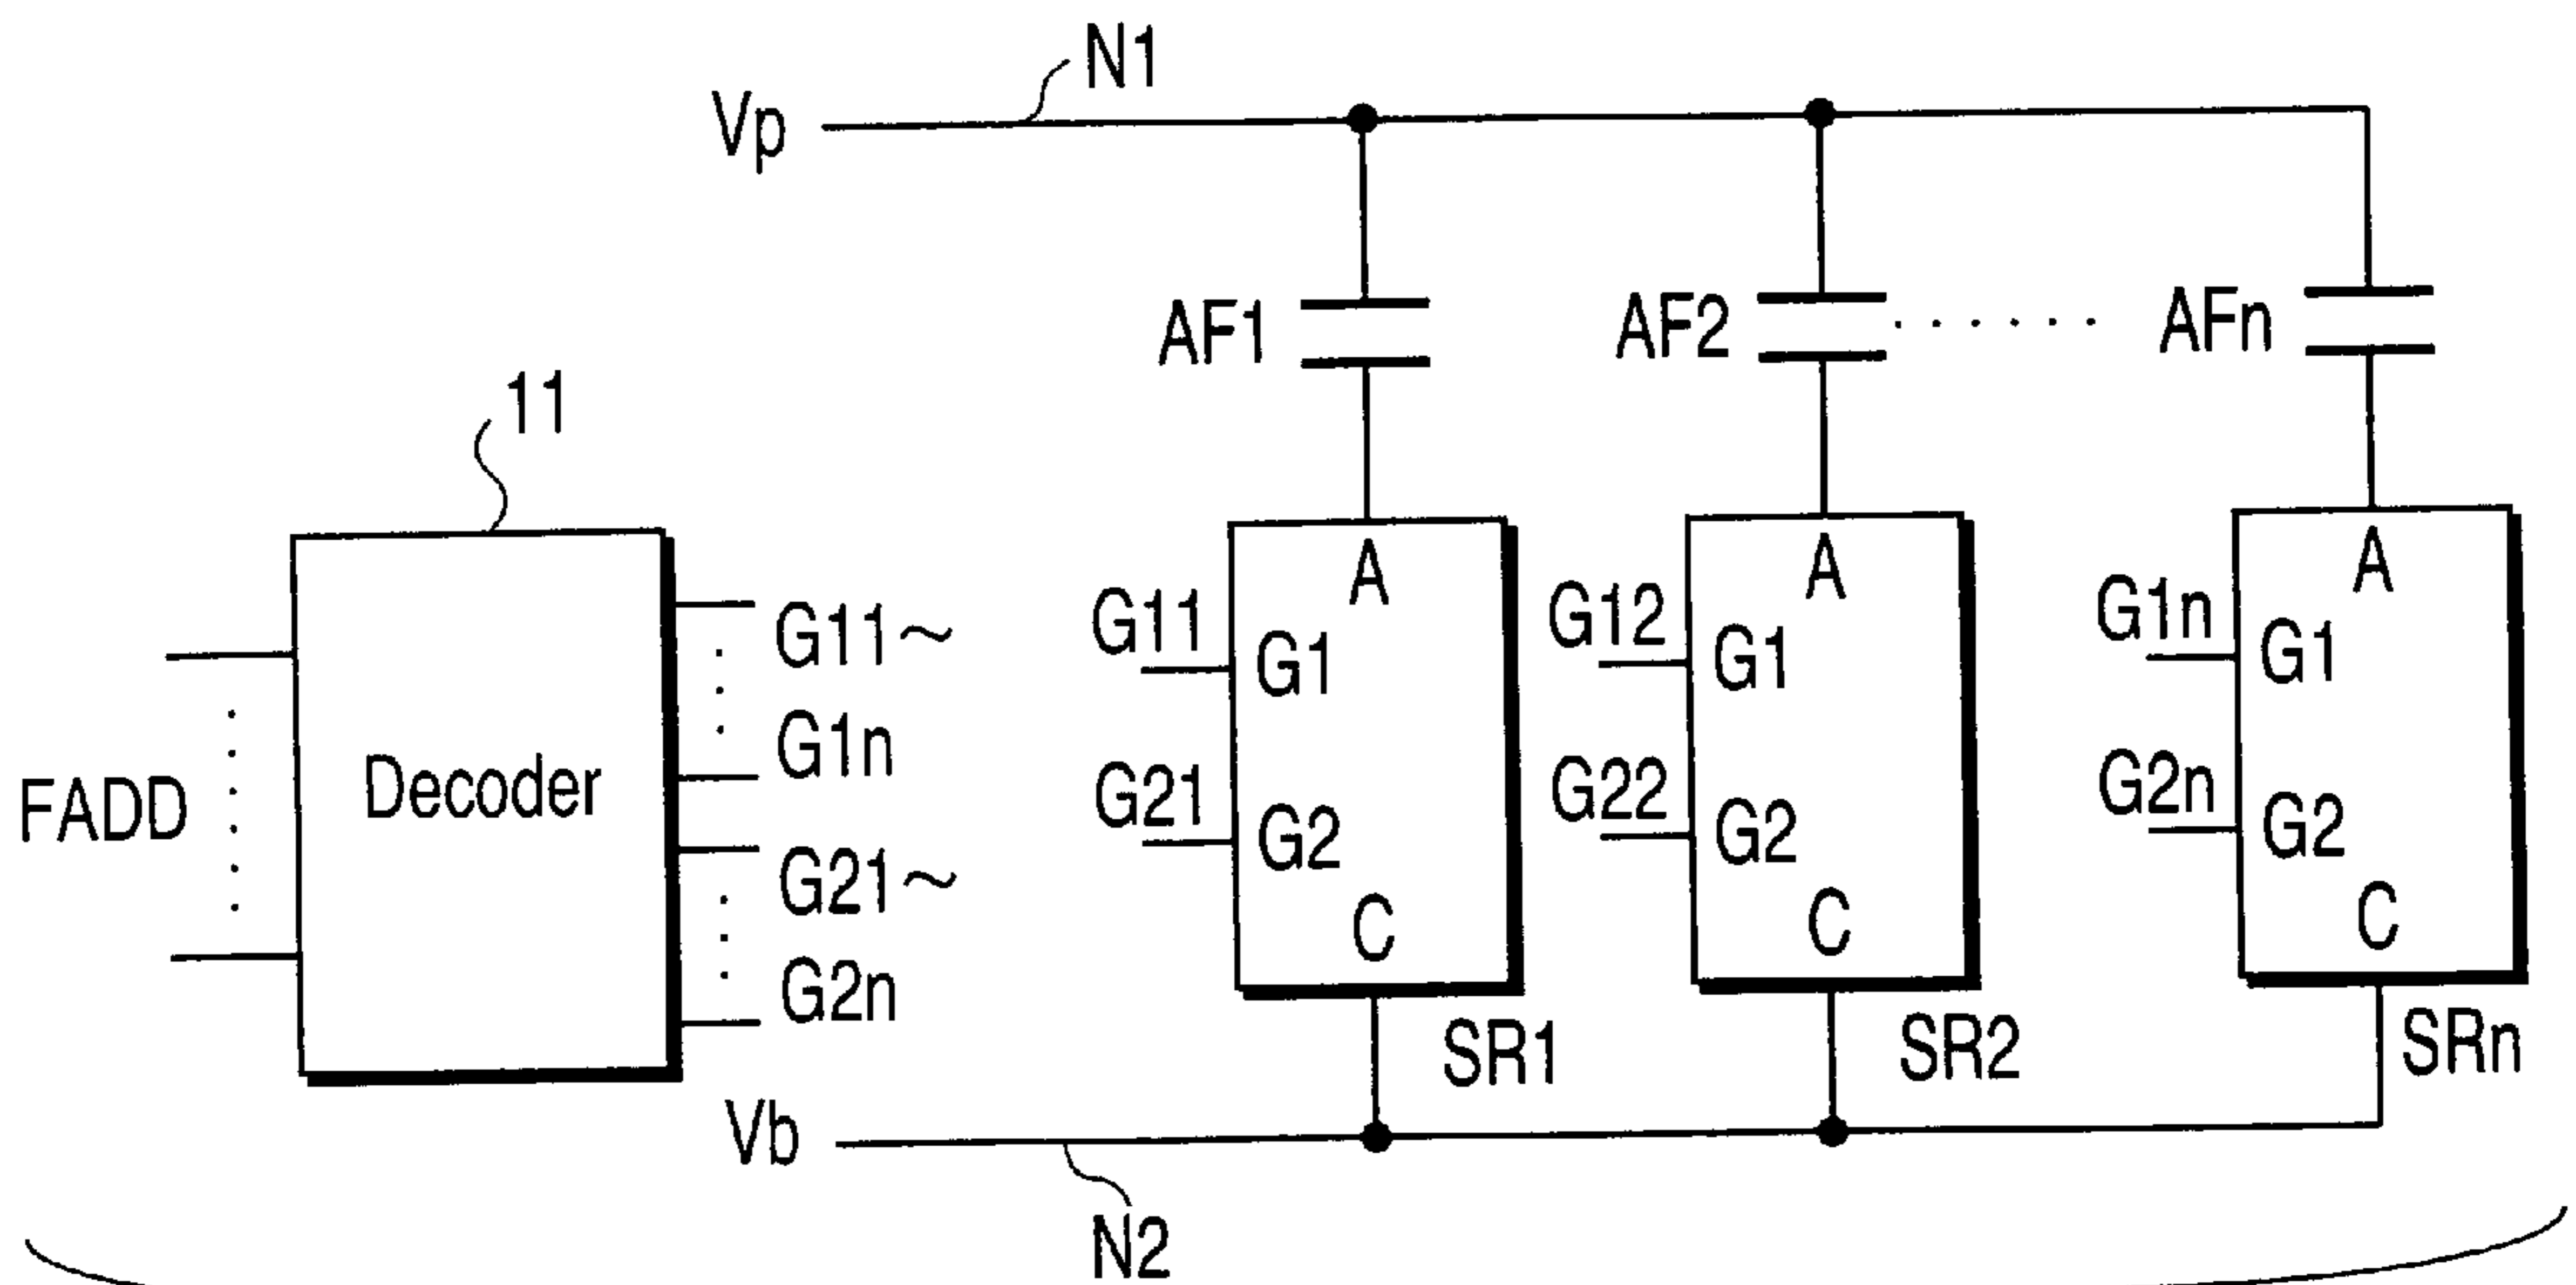 N1
Vp
AF1
AF2
AFn
11
Decoder
FADD
G11~
G1n
G21~
G2n
G11
G21
A
G1
G2
C
SR1
G12
G22
A
G1
G2
C
SR2
G1n
G2n
A
G1
G2
C
SRn
Vb
N2